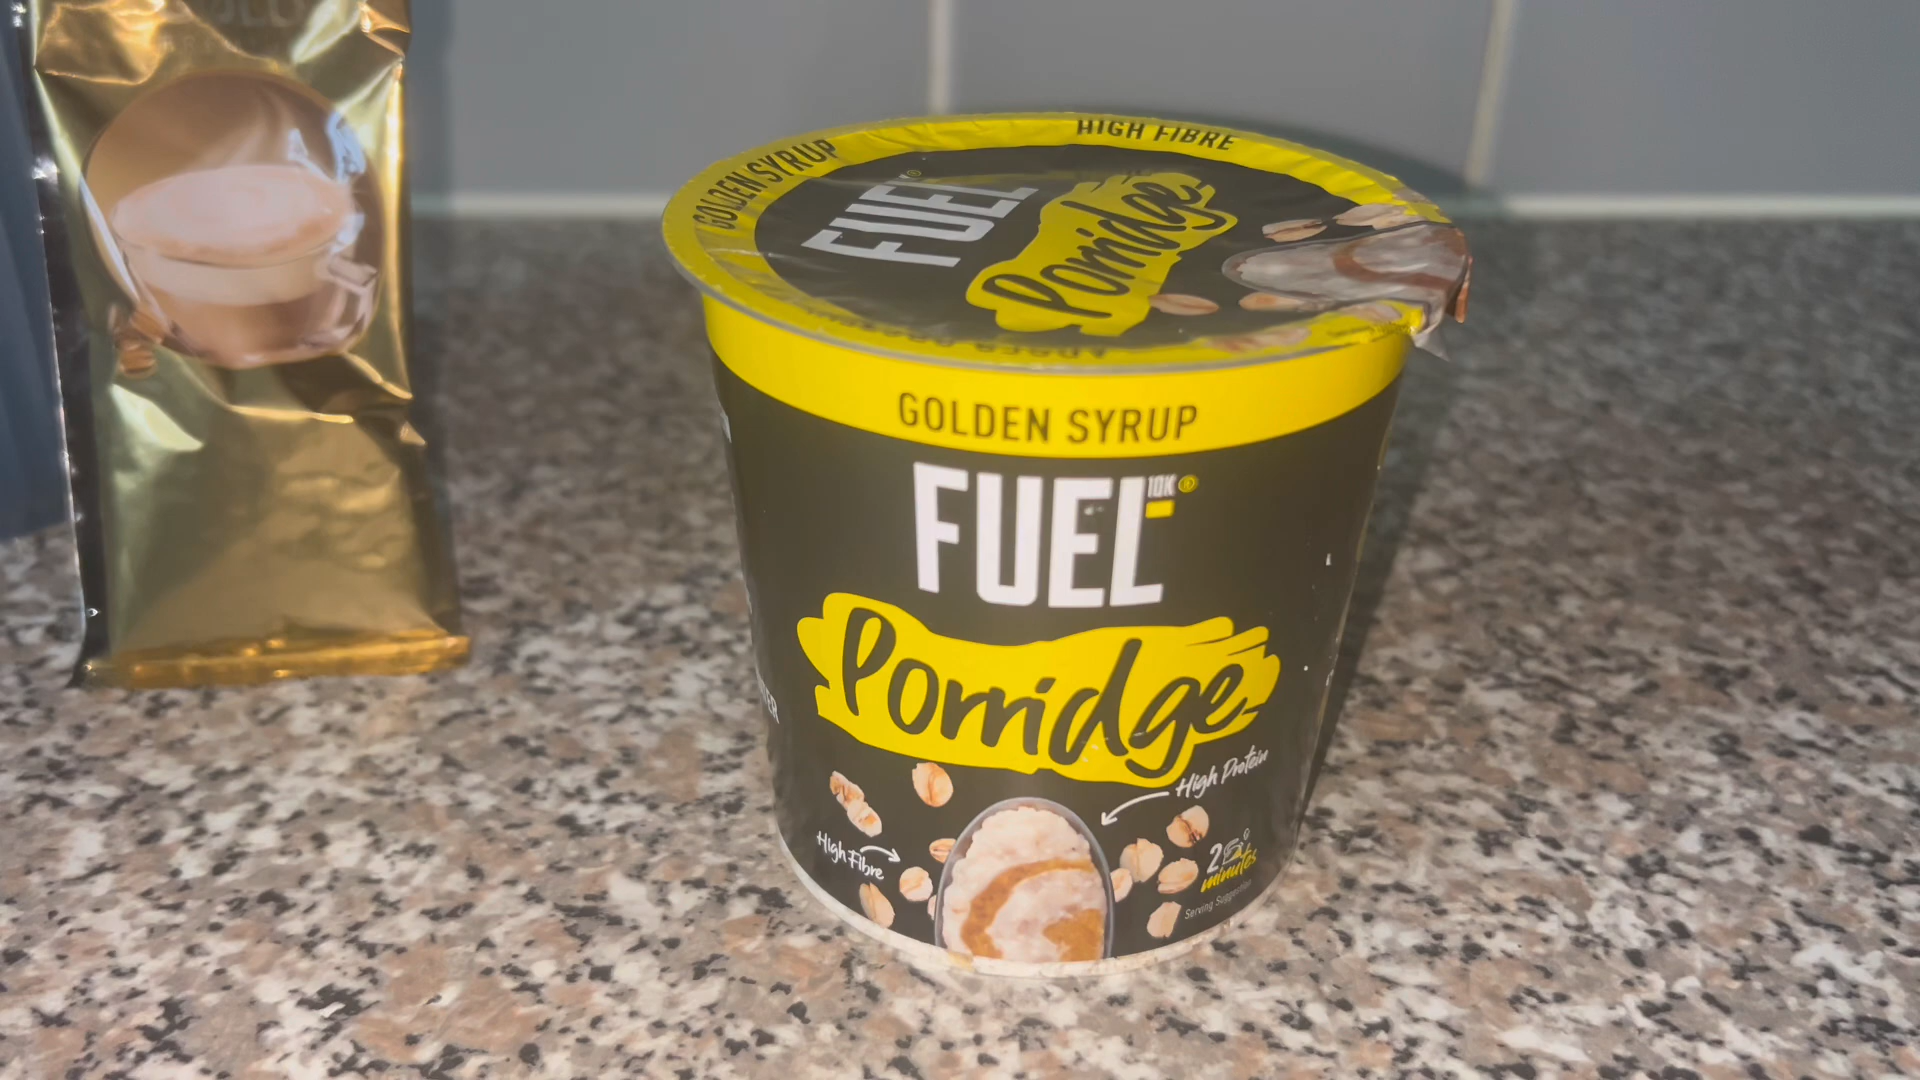 GOLDEN SYRUP
HIGH FIBRE
FUEL
Porridge
GOLDEN SYRUP
FUEL 10K®
Porridge
High Protein
High Fibre
2 minutes
Serving Suggestion